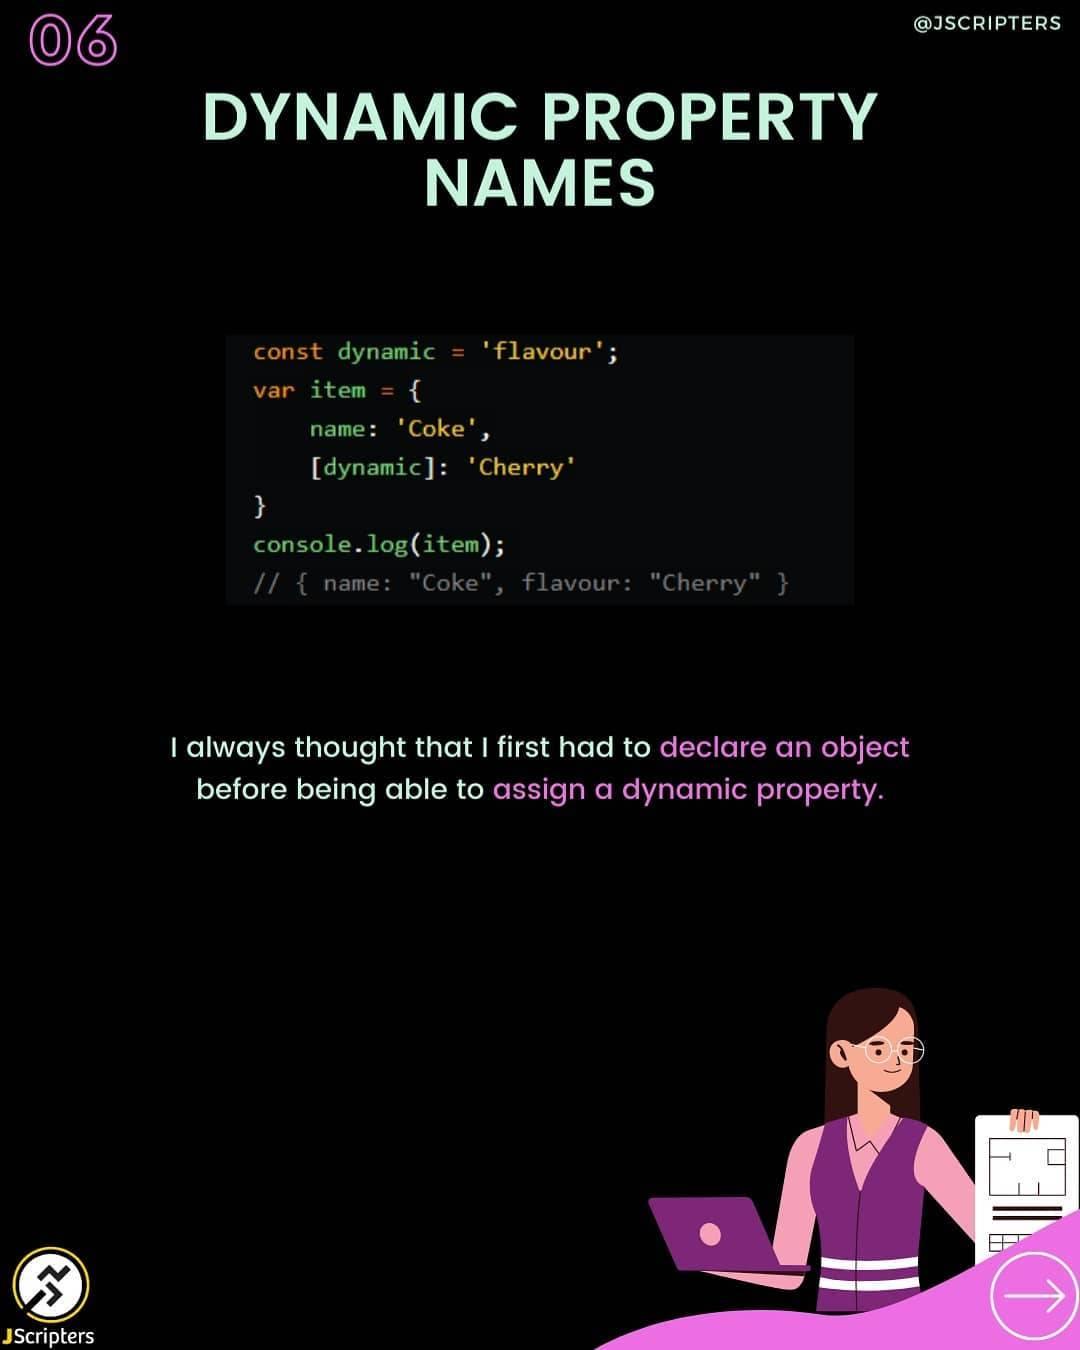 06
@JSCRIPTERS
DYNAMIC PROPERTY
NAMES
const dynamic = 'flavour';
var item = {
    name: 'Coke',
    [dynamic]: 'Cherry'
}
console.log(item);
// { name: "Coke", flavour: "Cherry" }
I always thought that I first had to declare an object
before being able to assign a dynamic property.
JScripters